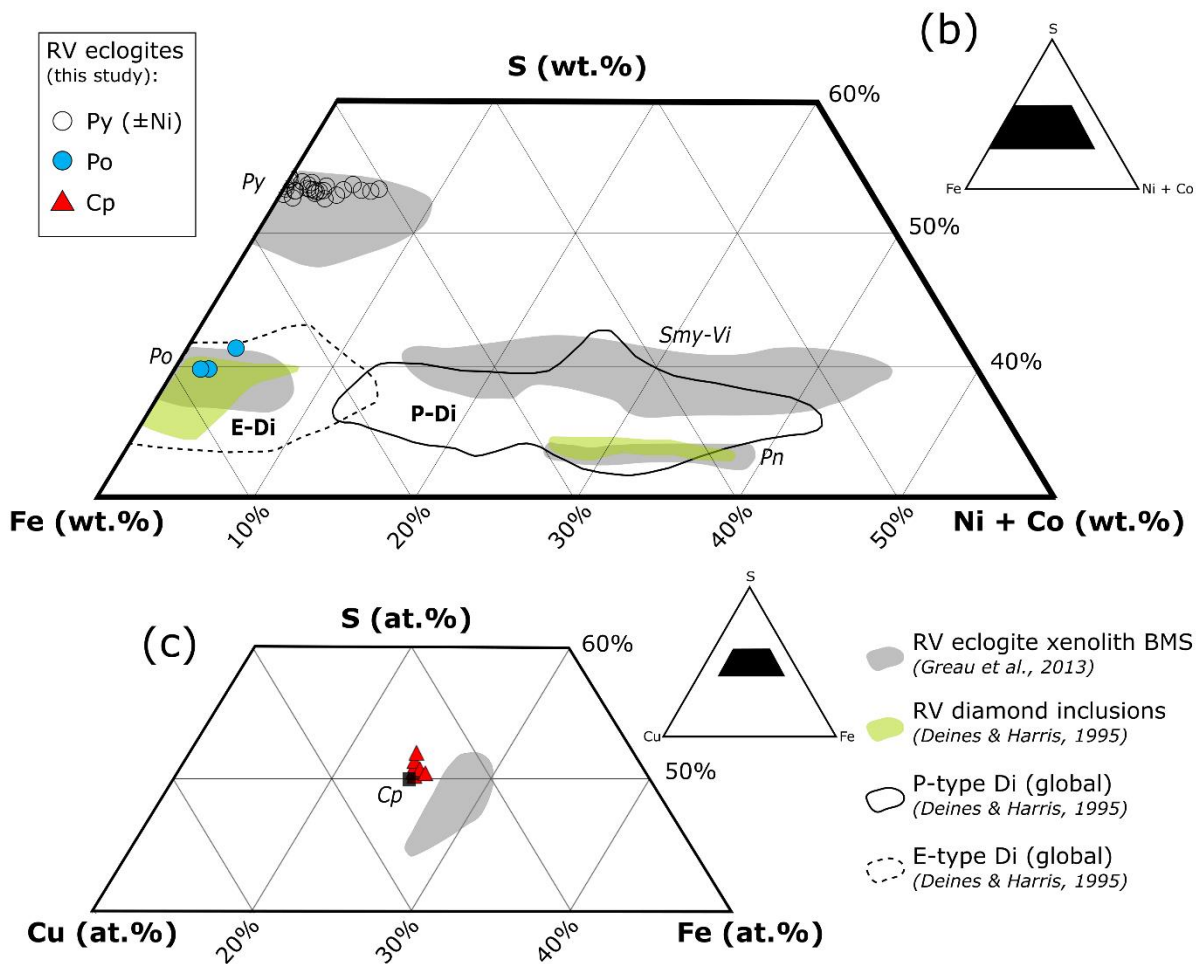 RV eclogites
(this study):
Py (±Ni)
Po
Cp
(b)
S (wt.%)
60%
50%
40%
Py
Po
Smy-Vi
P-Di
E-Di
Pn
Fe (wt.%)
10%
20%
30%
40%
50%
Ni + Co (wt.%)
S
Fe
Ni + Co
(c)
S (at.%)
60%
50%
Cp
Cu (at.%)
20%
30%
40%
Fe (at.%)
S
Cu
Fe
RV eclogite xenolith BMS
(Greau et al., 2013)
RV diamond inclusions
(Deines & Harris, 1995)
P-type Di (global)
(Deines & Harris, 1995)
E-type Di (global)
(Deines & Harris, 1995)